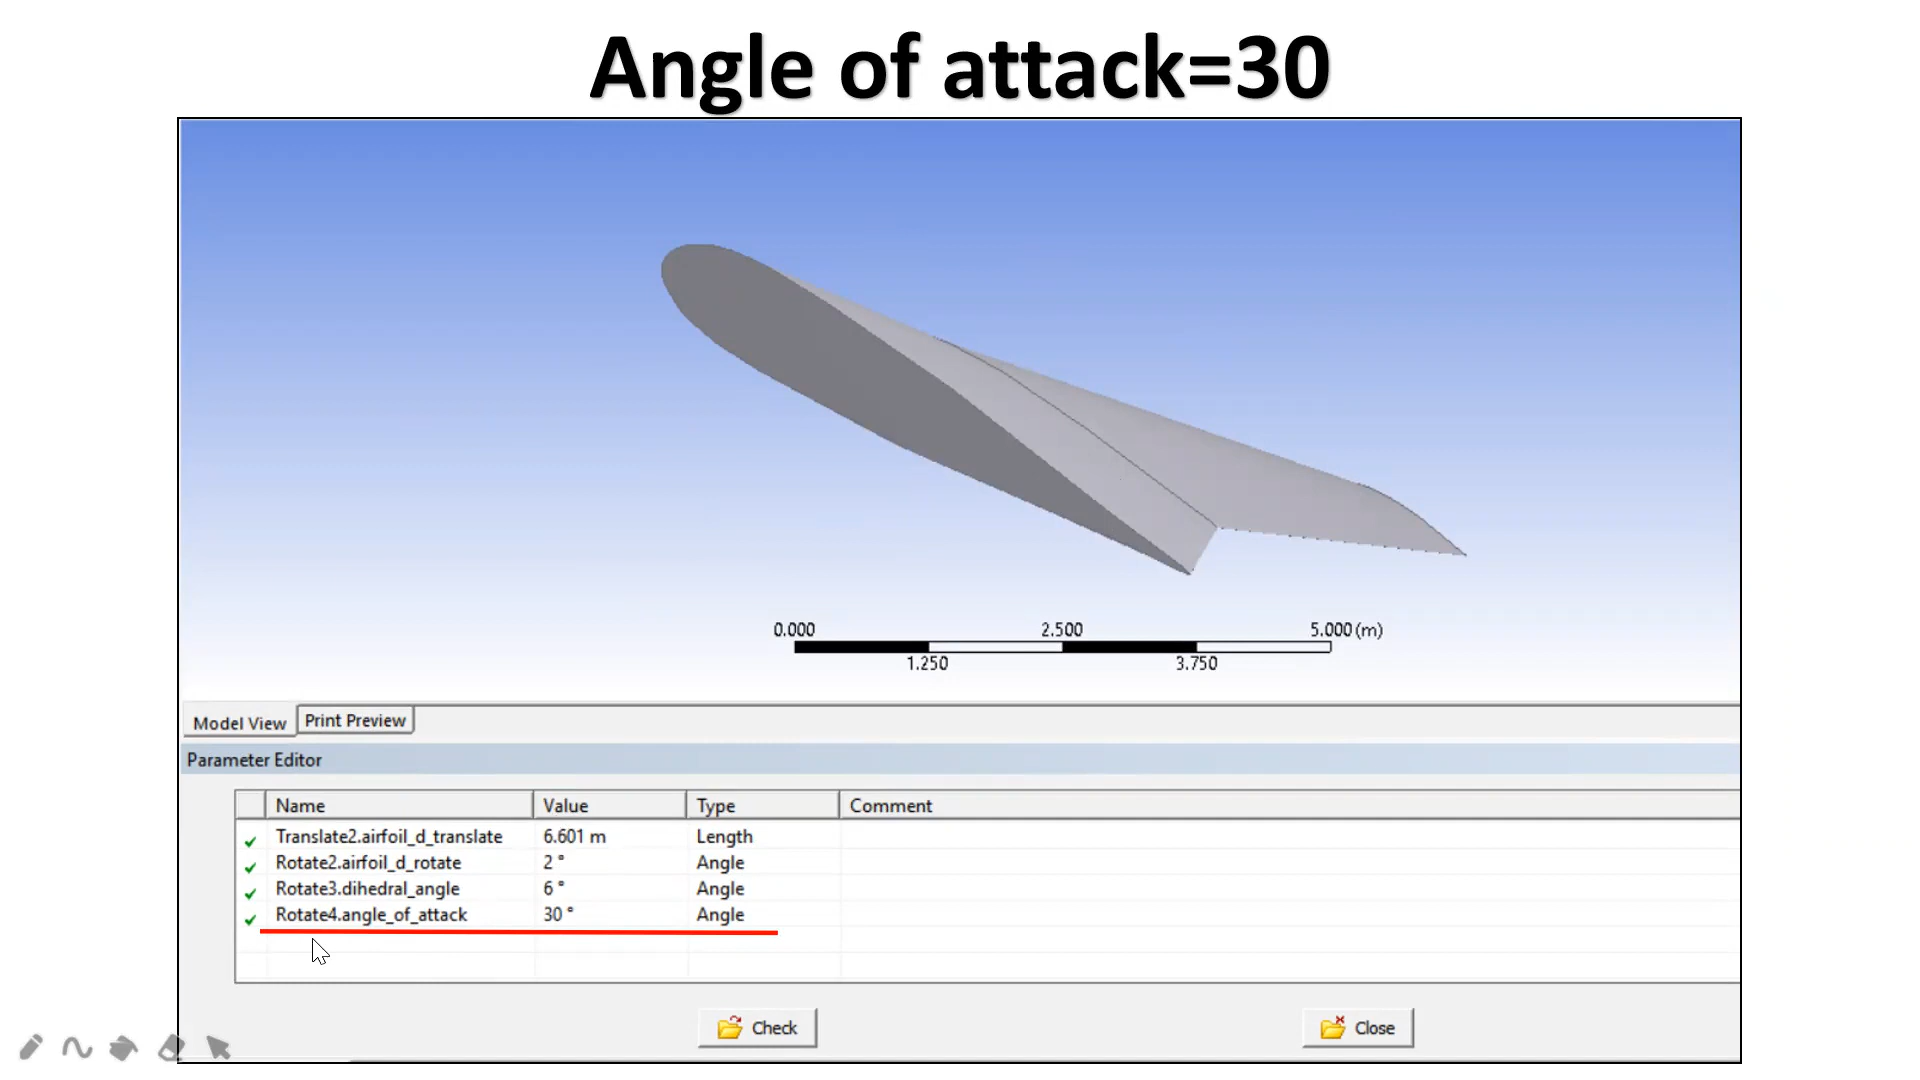 Angle of attack=30
0.000 2.500 5.000 (m)
1.250 3.750
Model View Print Preview
Parameter Editor
Name Value Type Comment
Translate2.airfoil_d_translate 6.601 m Length
Rotate2.airfoil_d_rotate 2 ° Angle
Rotate3.dihedral_angle 6 ° Angle
Rotate4.angle_of_attack 30 ° Angle
Check Close